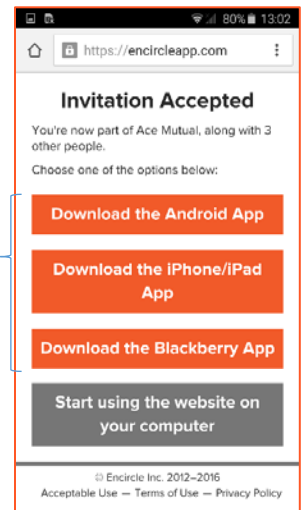 80% 13:02
https://encircleapp.com
Invitation Accepted
You're now part of Ace Mutual, along with 3
other people.
Choose one of the options below:
Download the Android App
Download the iPhone/iPad
App
Download the Blackberry App
Start using the website on
your computer
© Encircle Inc. 2012–2016
Acceptable Use — Terms of Use — Privacy Policy